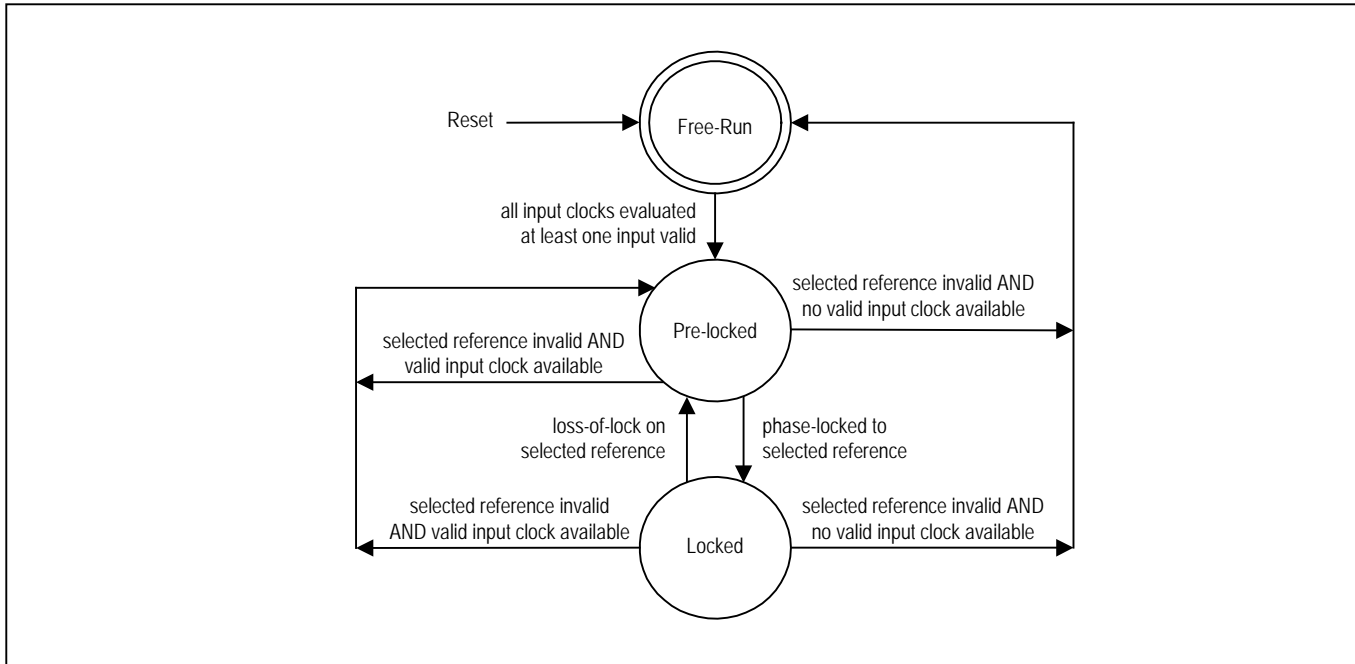 Reset
Free-Run
all input clocks evaluated
at least one input valid
selected reference invalid AND
no valid input clock available
Pre-locked
selected reference invalid AND
valid input clock available
loss-of-lock on
selected reference
phase-locked to
selected reference
selected reference invalid
AND valid input clock available
Locked
selected reference invalid AND
no valid input clock available